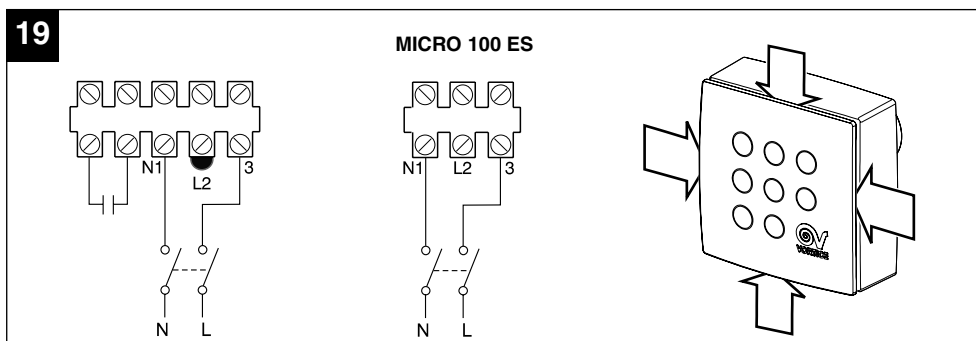 19
MICRO 100 ES
N1
L2
3
N L
N1 L2 3
N L
VORTICE